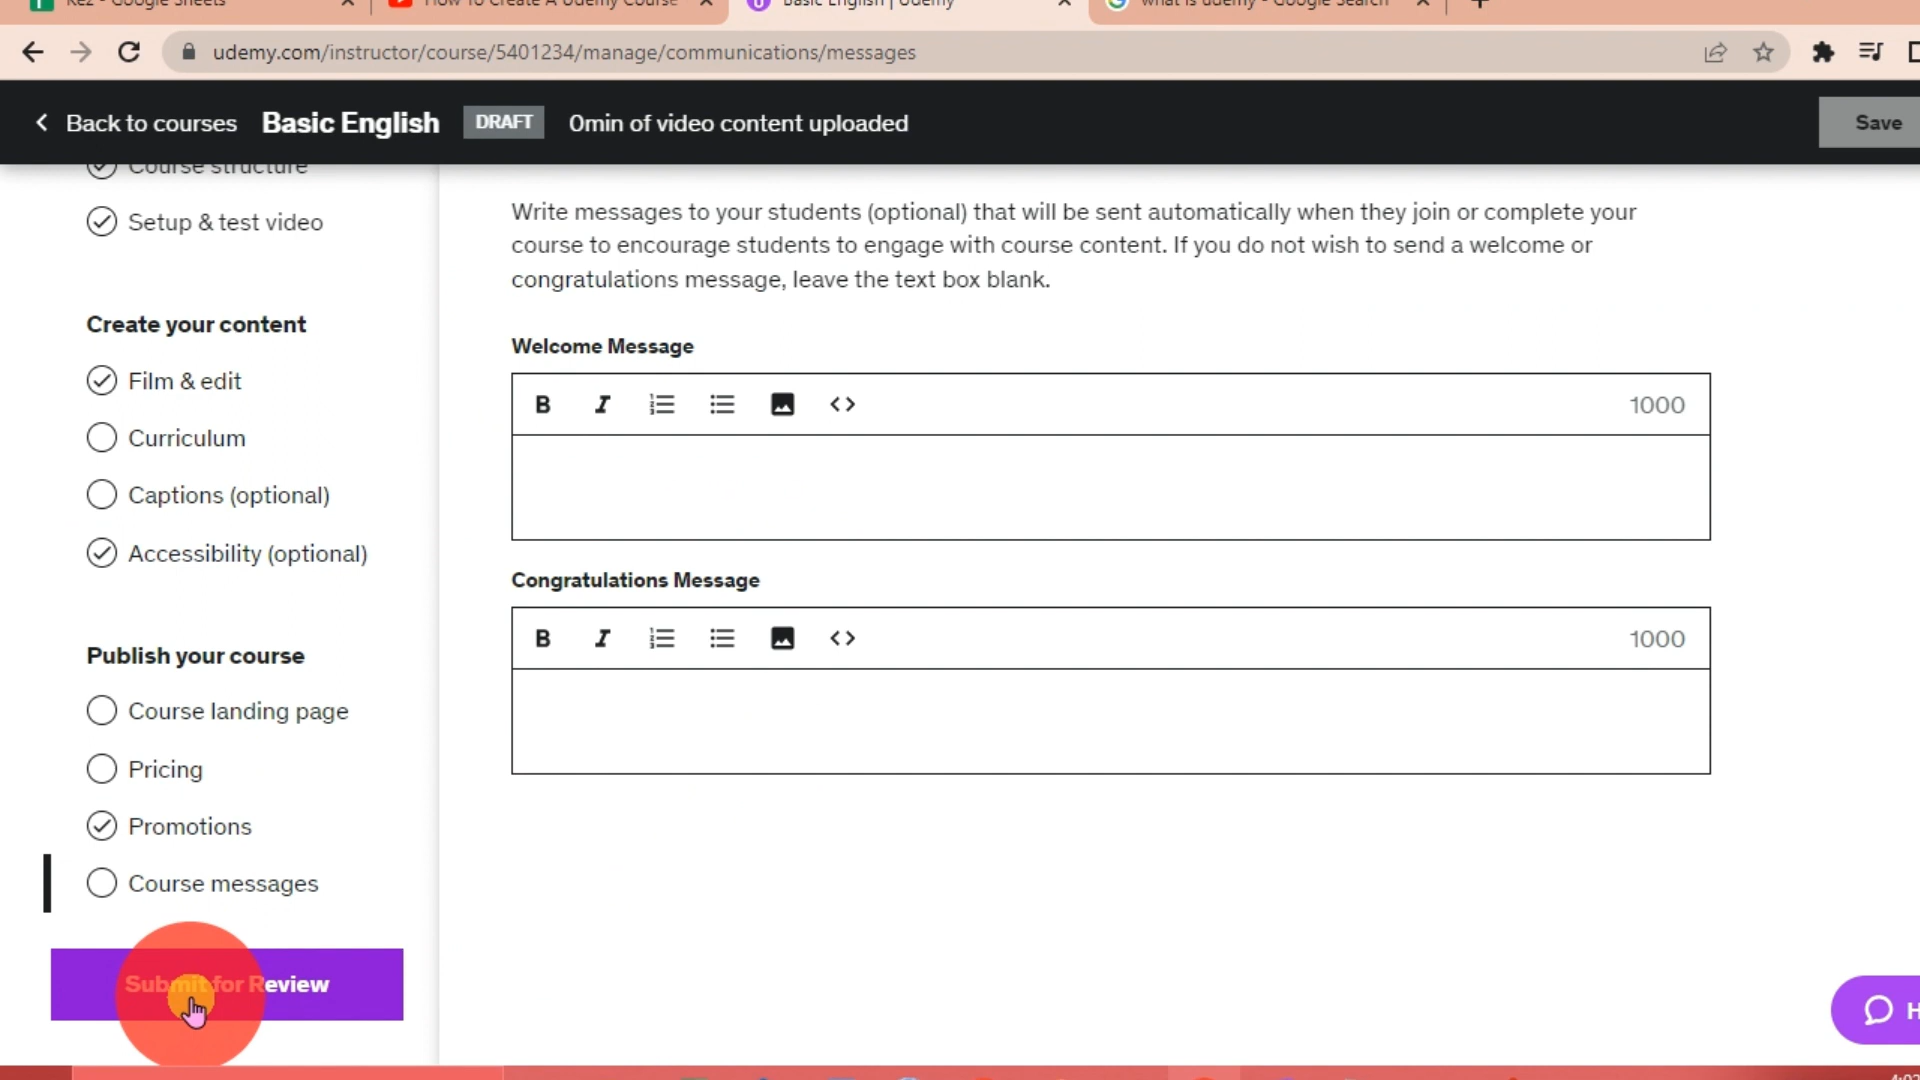 Kez - Google Sheets
How To Create A Udemy Course
Basic English | Udemy
what is udemy - Google Search
udemy.com/instructor/course/5401234/manage/communications/messages
Back to courses Basic English DRAFT 0min of video content uploaded Save
Course structure
Setup & test video
Create your content
Film & edit
Curriculum
Captions (optional)
Accessibility (optional)
Publish your course
Course landing page
Pricing
Promotions
Course messages
Submit for Review
Write messages to your students (optional) that will be sent automatically when they join or complete your
course to encourage students to engage with course content. If you do not wish to send a welcome or
congratulations message, leave the text box blank.
Welcome Message
B I 1000
Congratulations Message
B I 1000